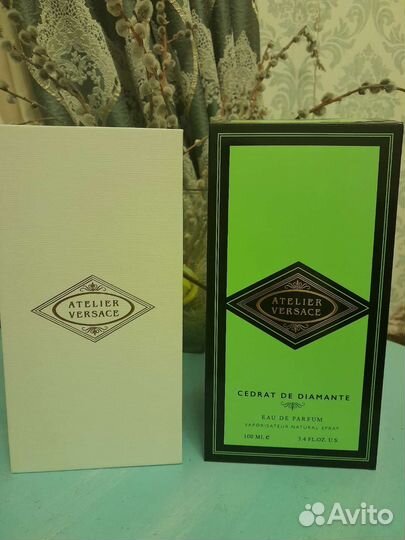 ATELIER
VERSACE
ATELIER
VERSACE
CEDRAT DE DIAMANTE
EAU DE PARFUM
VAPORISATEUR NATURAL SPRAY
100 ML e 3.4 FL.OZ. U.S.
Avito